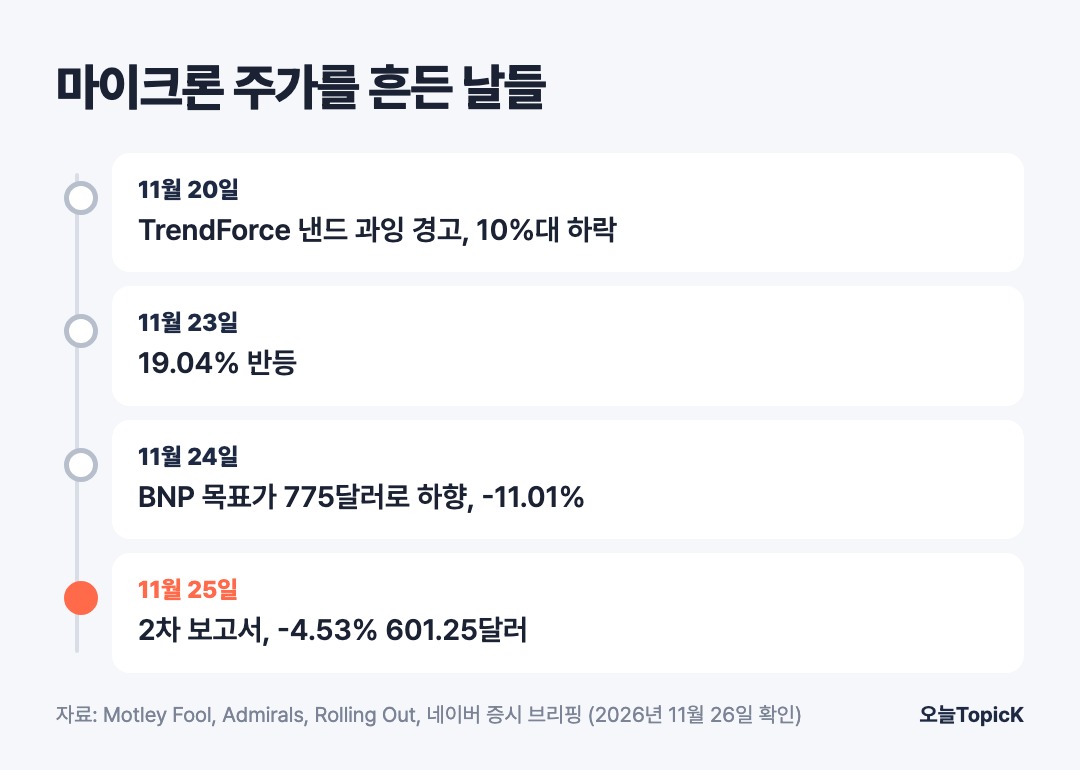 마이크론 주가를 흔든 날들
11월 20일
TrendForce 낸드 과잉 경고, 10%대 하락
11월 23일
19.04% 반등
11월 24일
BNP 목표가 775달러로 하향, -11.01%
11월 25일
2차 보고서, -4.53% 601.25달러
자료: Motley Fool, Admirals, Rolling Out, 네이버 증시 브리핑 (2026년 11월 26일 확인)
오늘TopicK